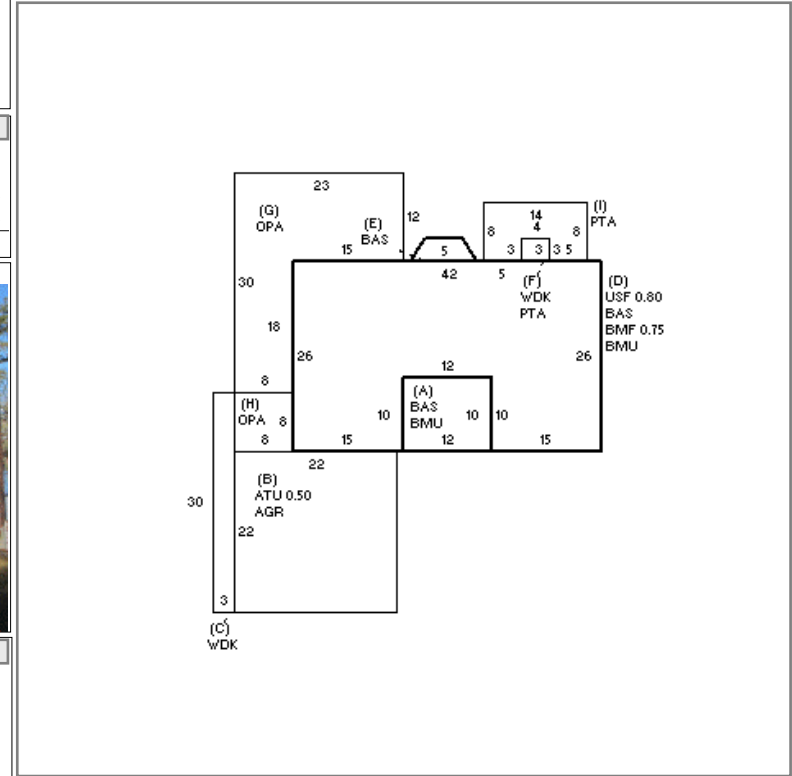 23
(G)
OPA
(E)
BAS
12
14
4
(I)
PTA
8
8
15
5
3
3
3 5
30
42
5
(F)
WDK
PTA
(D)
USF 0.80
BAS
BMF 0.75
BMU
18
26
26
12
8
(A)
BAS
BMU
(H)
OPA
8
10
10
10
8
15
12
15
22
(B)
ATU 0.50
AGR
30
22
3
(C)
WDK